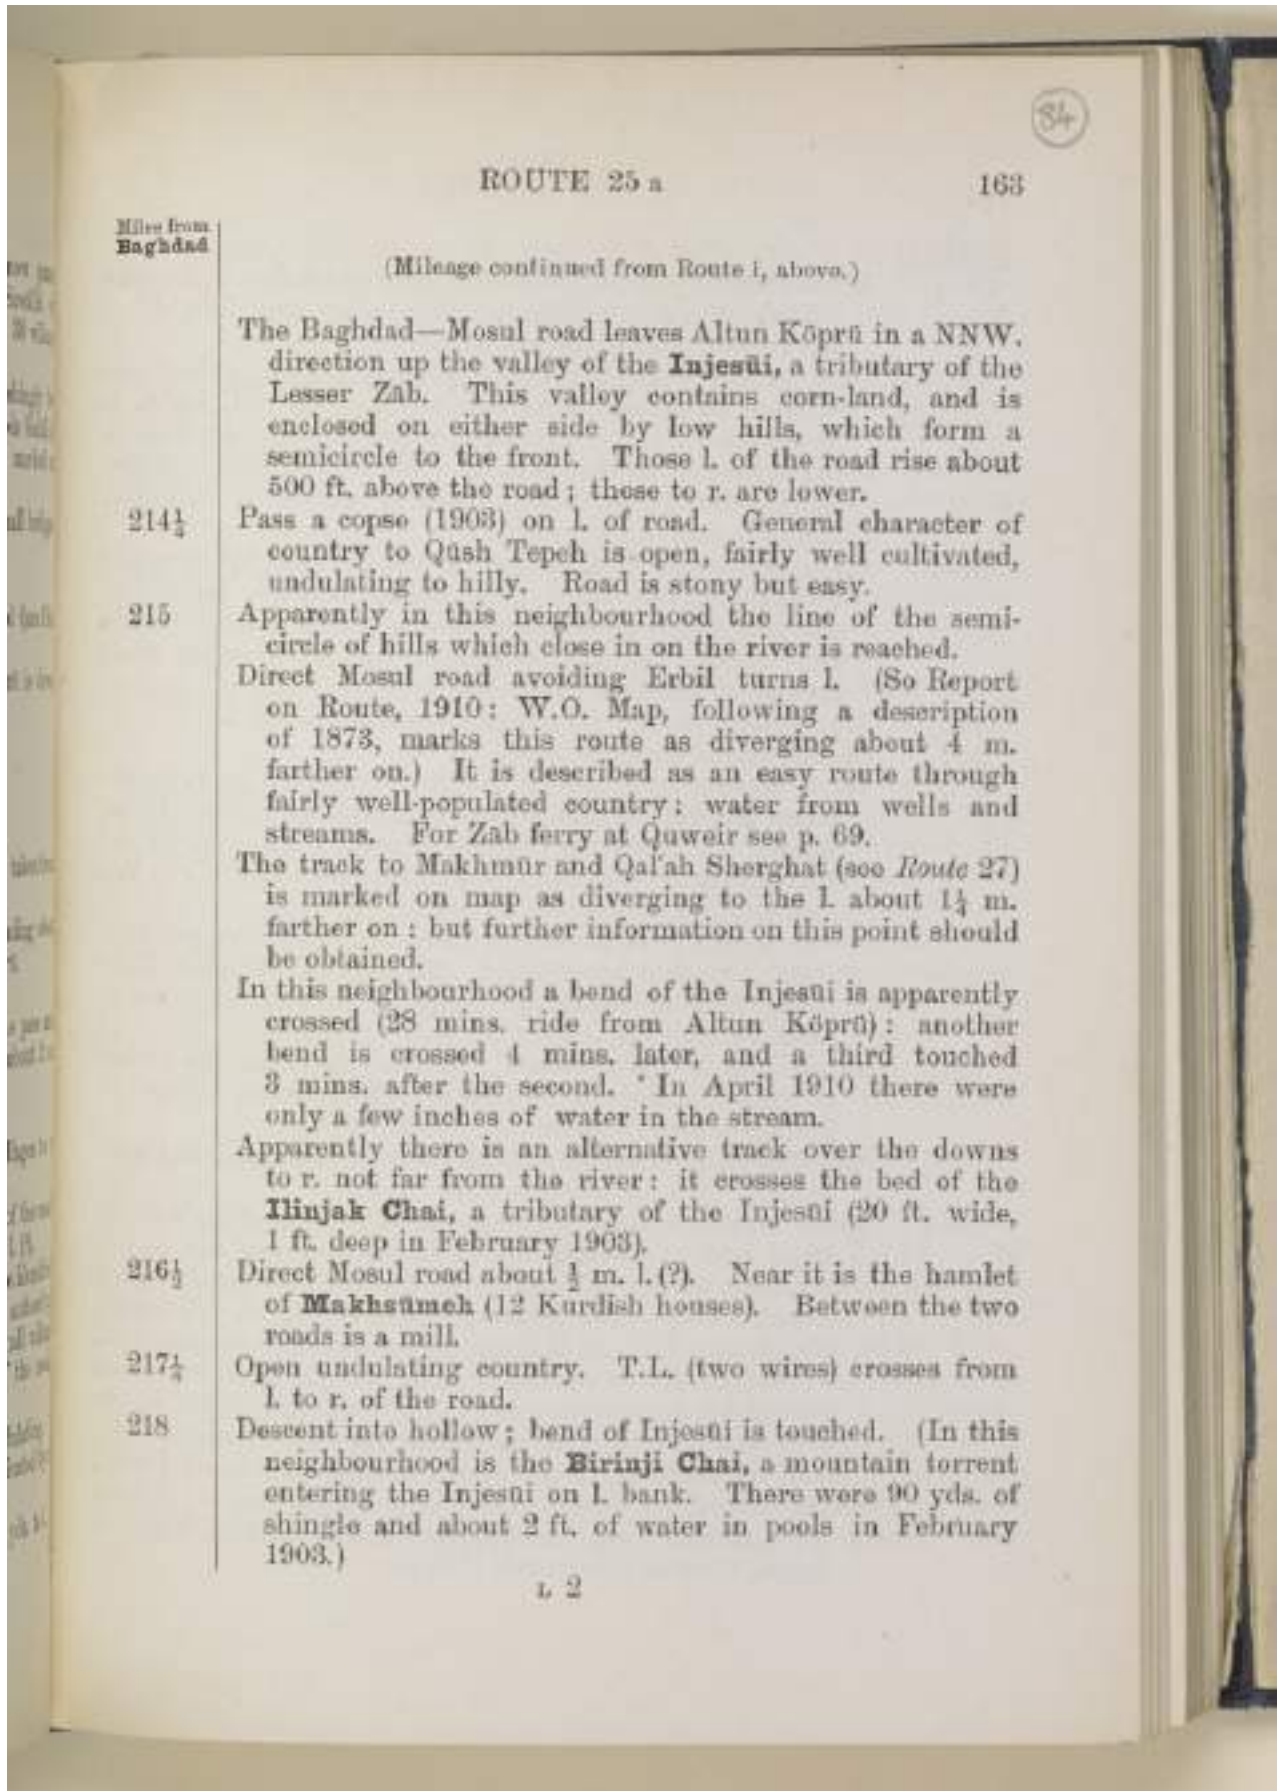 84
ROUTE 25 a 163
Miles from
Baghdad
(Mileage continued from Route i, above.)
The Baghdad—Mosul road leaves Altun Köprü in a NNW.
direction up the valley of the Injesūi, a tributary of the
Lesser Zāb. This valley contains corn-land, and is
enclosed on either side by low hills, which form a
semicircle to the front. Those l. of the road rise about
500 ft. above the road; those to r. are lower.
214¼ Pass a copse (1903) on l. of road. General character of
country to Qūsh Tepeh is open, fairly well cultivated,
undulating to hilly. Road is stony but easy.
215 Apparently in this neighbourhood the line of the semi-
circle of hills which close in on the river is reached.
Direct Mosul road avoiding Erbil turns l. (So Report
on Route, 1910: W.O. Map, following a description
of 1873, marks this route as diverging about 4 m.
farther on.) It is described as an easy route through
fairly well-populated country: water from wells and
streams. For Zāb ferry at Quweir see p. 69.
The track to Makhmūr and Qal'ah Sherghat (see Route 27)
is marked on map as diverging to the l. about 1¼ m.
farther on: but further information on this point should
be obtained.
In this neighbourhood a bend of the Injesūi is apparently
crossed (28 mins. ride from Altun Köprü): another
bend is crossed 4 mins. later, and a third touched
3 mins. after the second. In April 1910 there were
only a few inches of water in the stream.
Apparently there is an alternative track over the downs
to r. not far from the river: it crosses the bed of the
Ilinjak Chai, a tributary of the Injesūi (20 ft. wide,
1 ft. deep in February 1903).
216½ Direct Mosul road about ½ m. l. (?). Near it is the hamlet
of Makhsūmeh (12 Kurdish houses). Between the two
roads is a mill.
217¼ Open undulating country. T.L. (two wires) crosses from
l. to r. of the road.
218 Descent into hollow; bend of Injesūi is touched. (In this
neighbourhood is the Birinji Chai, a mountain torrent
entering the Injesūi on l. bank. There were 90 yds. of
shingle and about 2 ft. of water in pools in February
1903.)
L 2